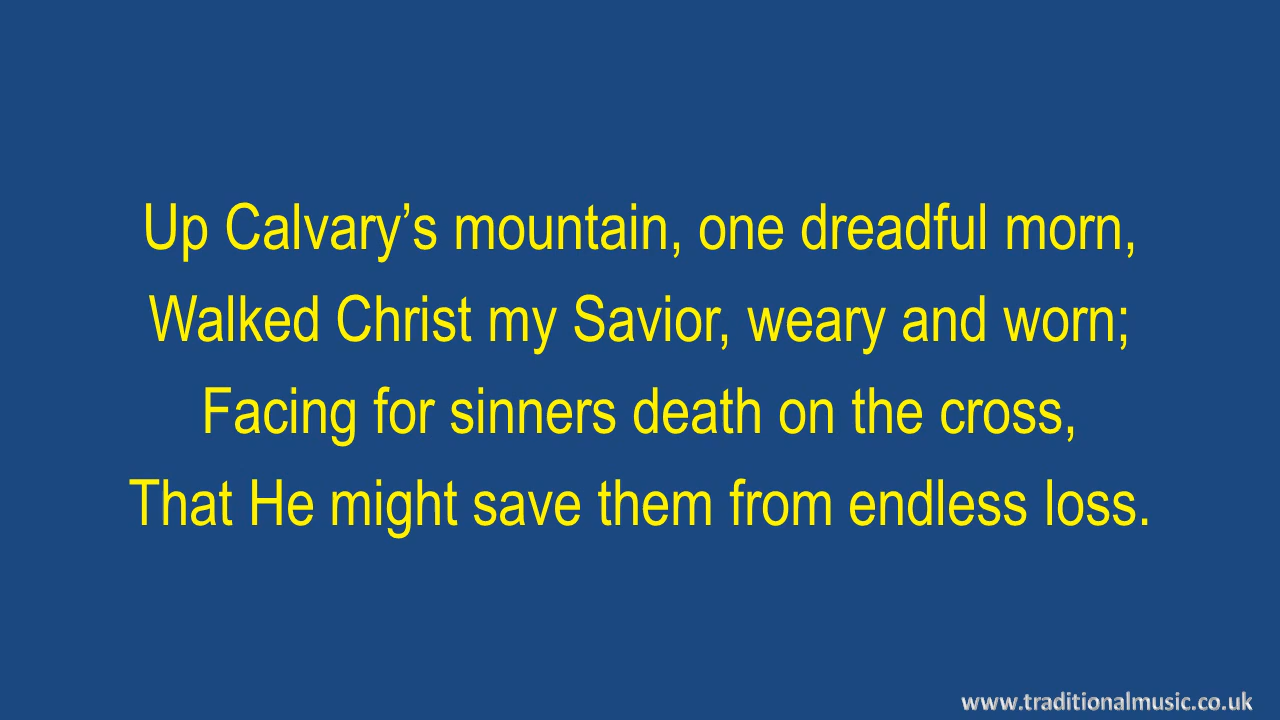 Up Calvary’s mountain, one dreadful morn,
Walked Christ my Savior, weary and worn;
Facing for sinners death on the cross,
That He might save them from endless loss.
www.traditionalmusic.co.uk